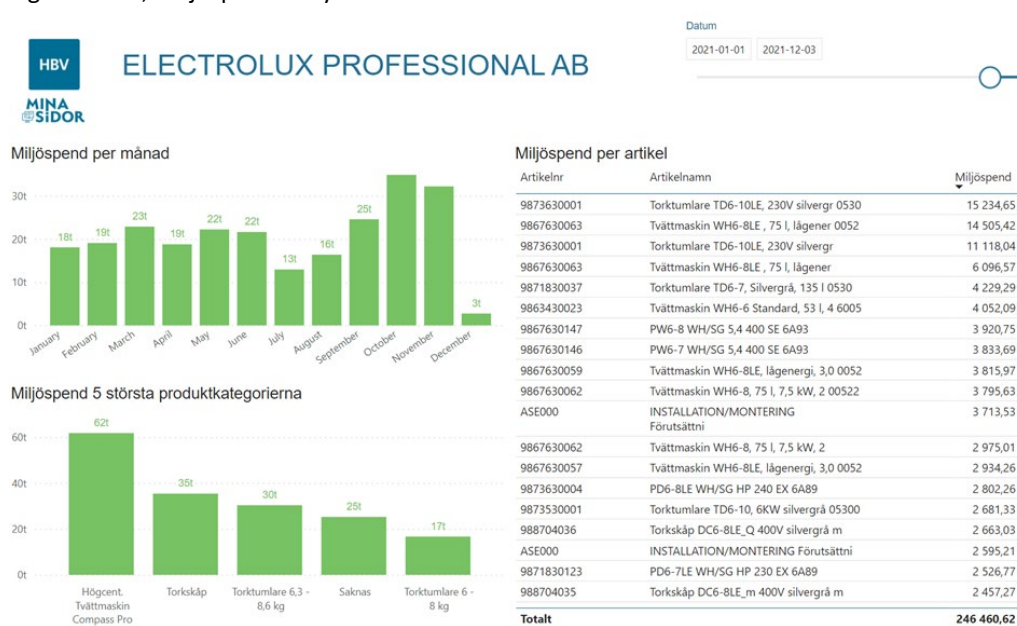 Datum
2021-01-01 2021-12-03
HBV
ELECTROLUX PROFESSIONAL AB
MINA
SIDOR
Miljöspend per månad
30t
20t
10t
0t
18t
19t
23t
19t
22t
22t
13t
16t
25t
3t
January
February
March
April
May
June
July
August
September
October
November
December
Miljöspend 5 största produktkategorierna
60t
40t
20t
0t
62t
35t
30t
25t
17t
Högcent. Torkskåp Torktumlare 6,3 - Saknas Torktumlare 6 -
Tvättmaskin 8,6 kg 8 kg
Compass Pro
Miljöspend per artikel
Artikelnr Artikelnamn Miljöspend
9873630001 Torktumlare TD6-10LE, 230V silvergr 0530 15 234,65
9867630063 Tvättmaskin WH6-8LE , 75 l, lågener 0052 14 505,42
9873630001 Torktumlare TD6-10LE, 230V silvergr 11 118,04
9867630063 Tvättmaskin WH6-8LE , 75 l, lågener 6 096,57
9871830037 Torktumlare TD6-7, Silvergrå, 135 l 0530 4 229,29
9863430023 Tvättmaskin WH6-6 Standard, 53 l, 4 6005 4 052,09
9867630147 PW6-8 WH/SG 5,4 400 SE 6A93 3 920,75
9867630146 PW6-7 WH/SG 5,4 400 SE 6A93 3 833,69
9867630059 Tvättmaskin WH6-8LE, lågenergi, 3,0 0052 3 815,97
9867630062 Tvättmaskin WH6-8, 75 l, 7,5 kW, 2 00522 3 795,63
ASE000 INSTALLATION/MONTERING 3 713,53
Förutsättni
9867630062 Tvättmaskin WH6-8, 75 l, 7,5 kW, 2 2 975,01
9867630057 Tvättmaskin WH6-8LE, lågenergi, 3,0 0052 2 934,26
9873630004 PD6-8LE WH/SG HP 240 EX 6A89 2 802,26
9873530001 Torktumlare TD6-10, 6KW silvergrå 05300 2 681,33
988704036 Torkskåp DC6-8LE_Q 400V silvergrå m 2 663,03
ASE000 INSTALLATION/MONTERING Förutsättni 2 595,21
9871830123 PD6-7LE WH/SG HP 230 EX 6A89 2 526,77
988704035 Torkskåp DC6-8LE_m 400V silvergrå m 2 457,27
Totalt 246 460,62